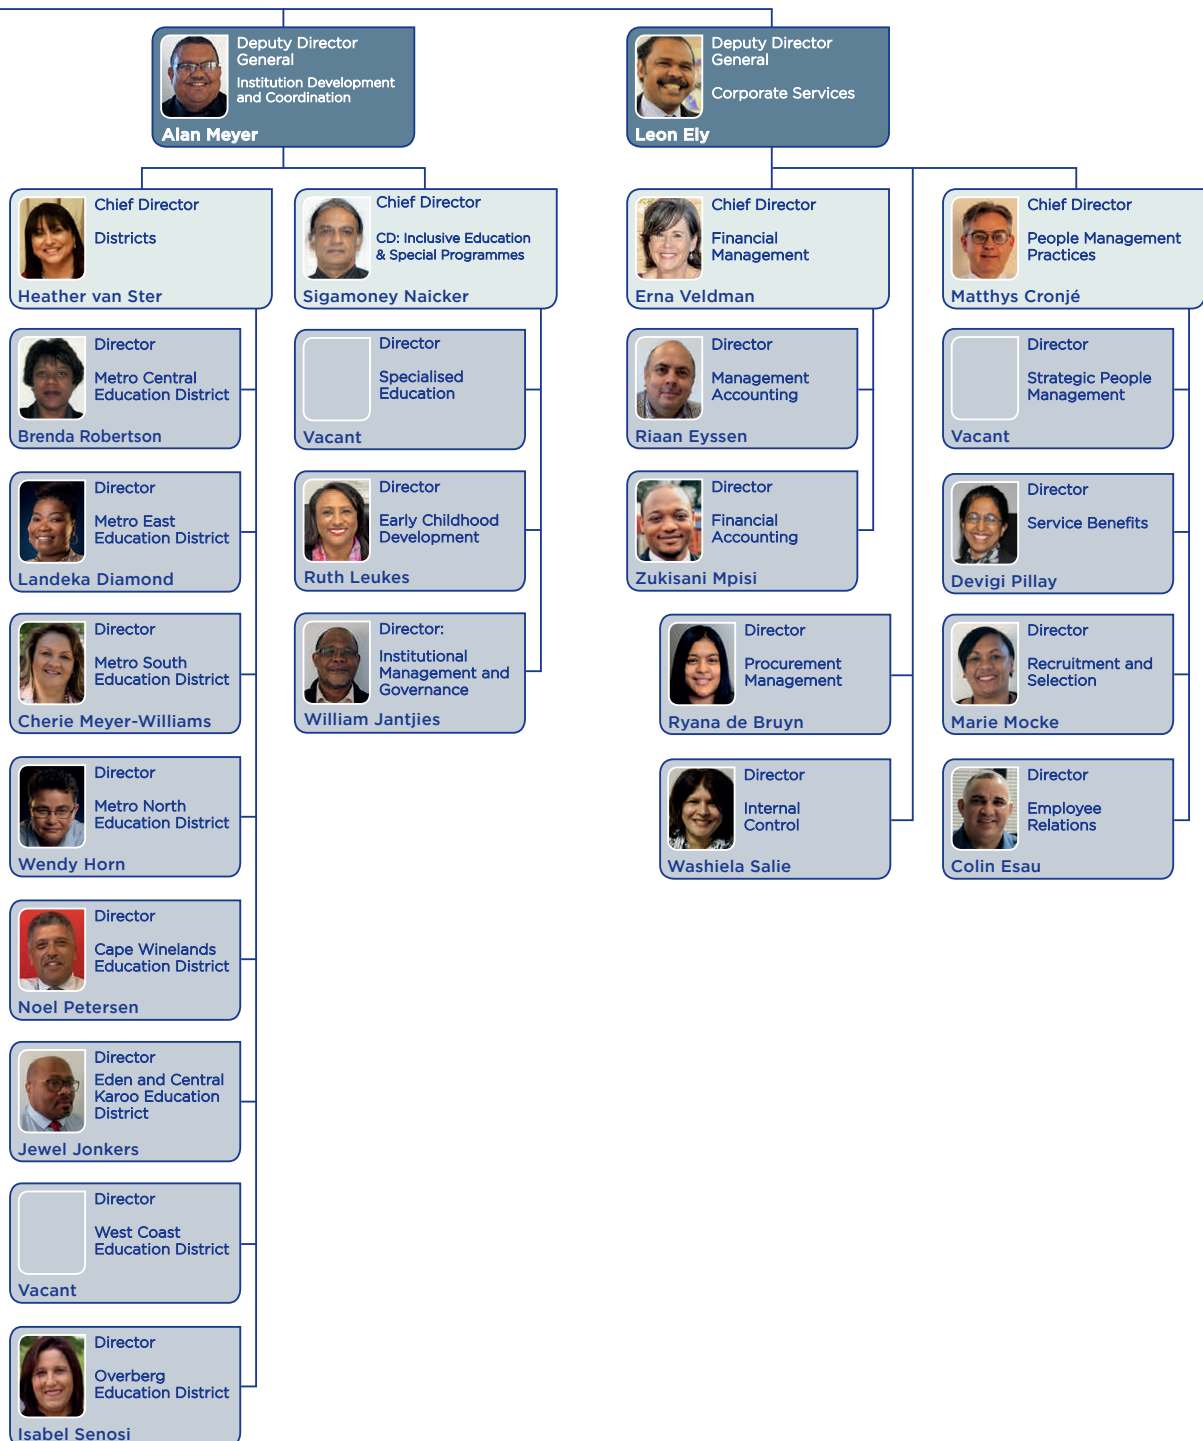 Deputy Director
General
Institution Development
and Coordination
Alan Meyer
Deputy Director
General
Corporate Services
Leon Ely
Chief Director
Districts
Heather van Ster
Chief Director
CD: Inclusive Education
& Special Programmes
Sigamoney Naicker
Chief Director
Financial
Management
Erna Veldman
Chief Director
People Management
Practices
Matthys Cronjé
Director
Metro Central
Education District
Brenda Robertson
Director
Metro East
Education District
Landeka Diamond
Director
Metro South
Education District
Cherie Meyer-Williams
Director
Metro North
Education District
Wendy Horn
Director
Cape Winelands
Education District
Noel Petersen
Director
Eden and Central
Karoo Education
District
Jewel Jonkers
Director
West Coast
Education District
Vacant
Director
Overberg
Education District
Isabel Senosi
Director
Specialised
Education
Vacant
Director
Early Childhood
Development
Ruth Leukes
Director:
Institutional
Management and
Governance
William Jantjies
Director
Management
Accounting
Riaan Eyssen
Director
Financial
Accounting
Zukisani Mpisi
Director
Procurement
Management
Ryana de Bruyn
Director
Internal
Control
Washiela Salie
Director
Strategic People
Management
Vacant
Director
Service Benefits
Devigi Pillay
Director
Recruitment and
Selection
Marie Mocke
Director
Employee
Relations
Colin Esau